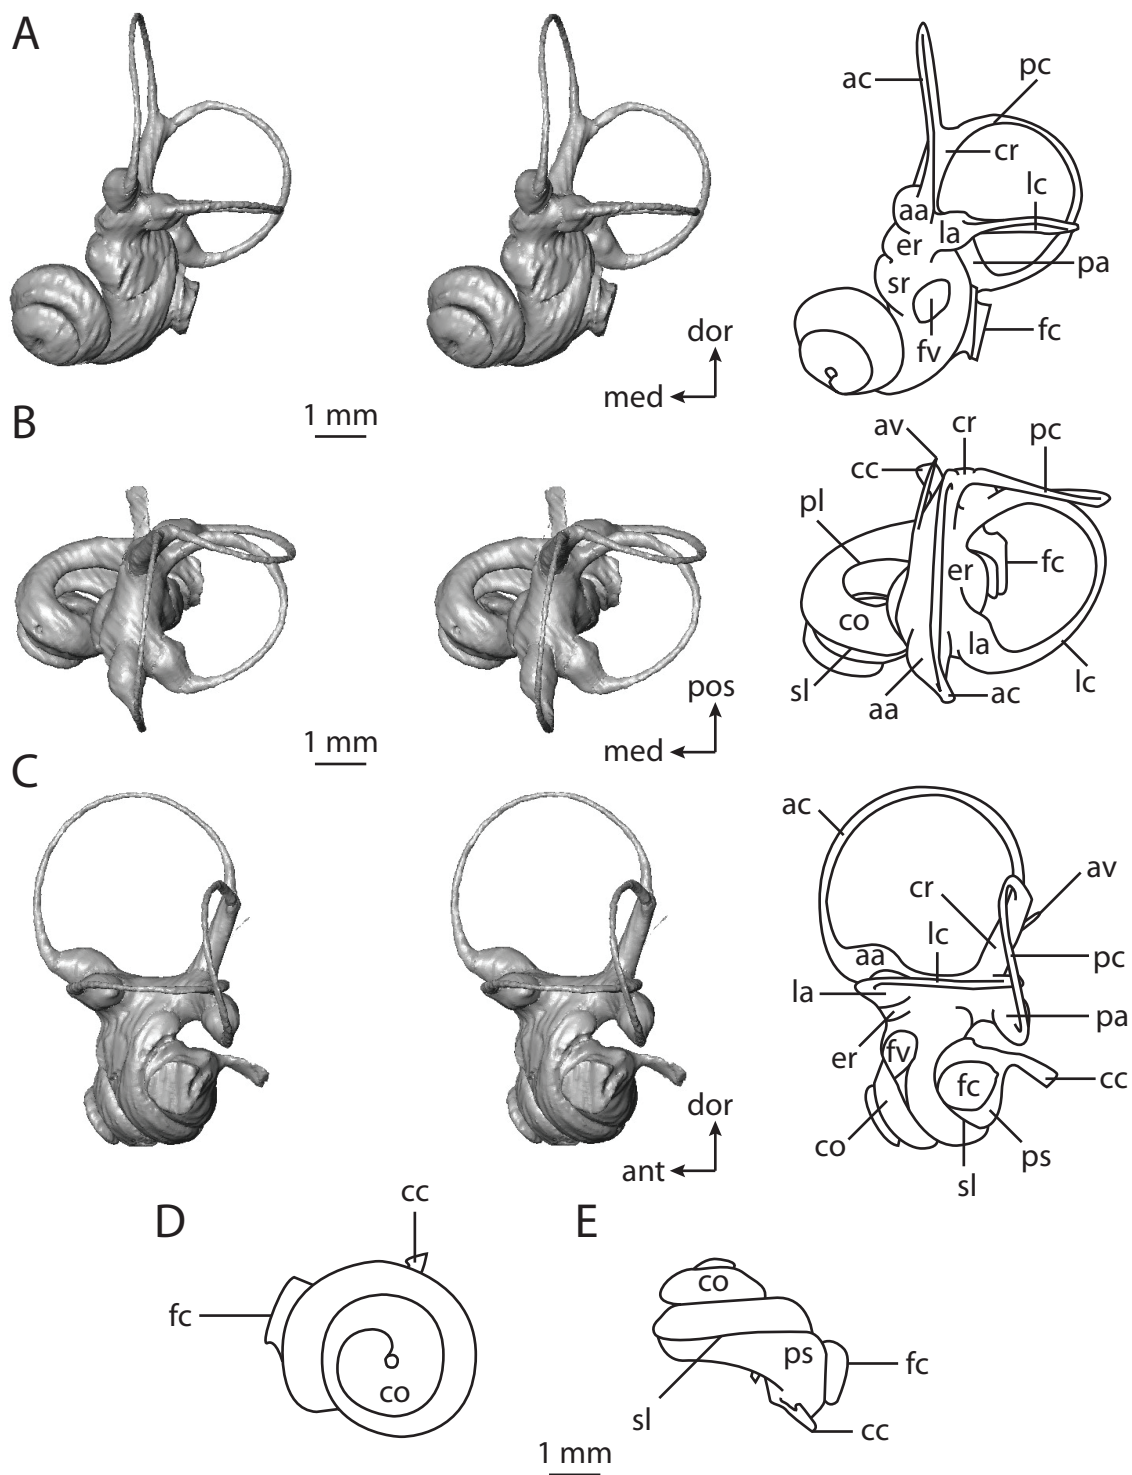 A
ac
pc
cr
lc
aa
la
er
pa
sr
fv
fc
dor
med
1 mm
B
av
cr
pc
cc
pl
fc
er
co
la
sl
aa
ac
lc
pos
med
1 mm
C
ac
av
cr
lc
aa
pc
la
pa
er
fv
fc
cc
co
ps
sl
dor
ant
D
cc
fc
co
E
co
ps
fc
sl
cc
1 mm